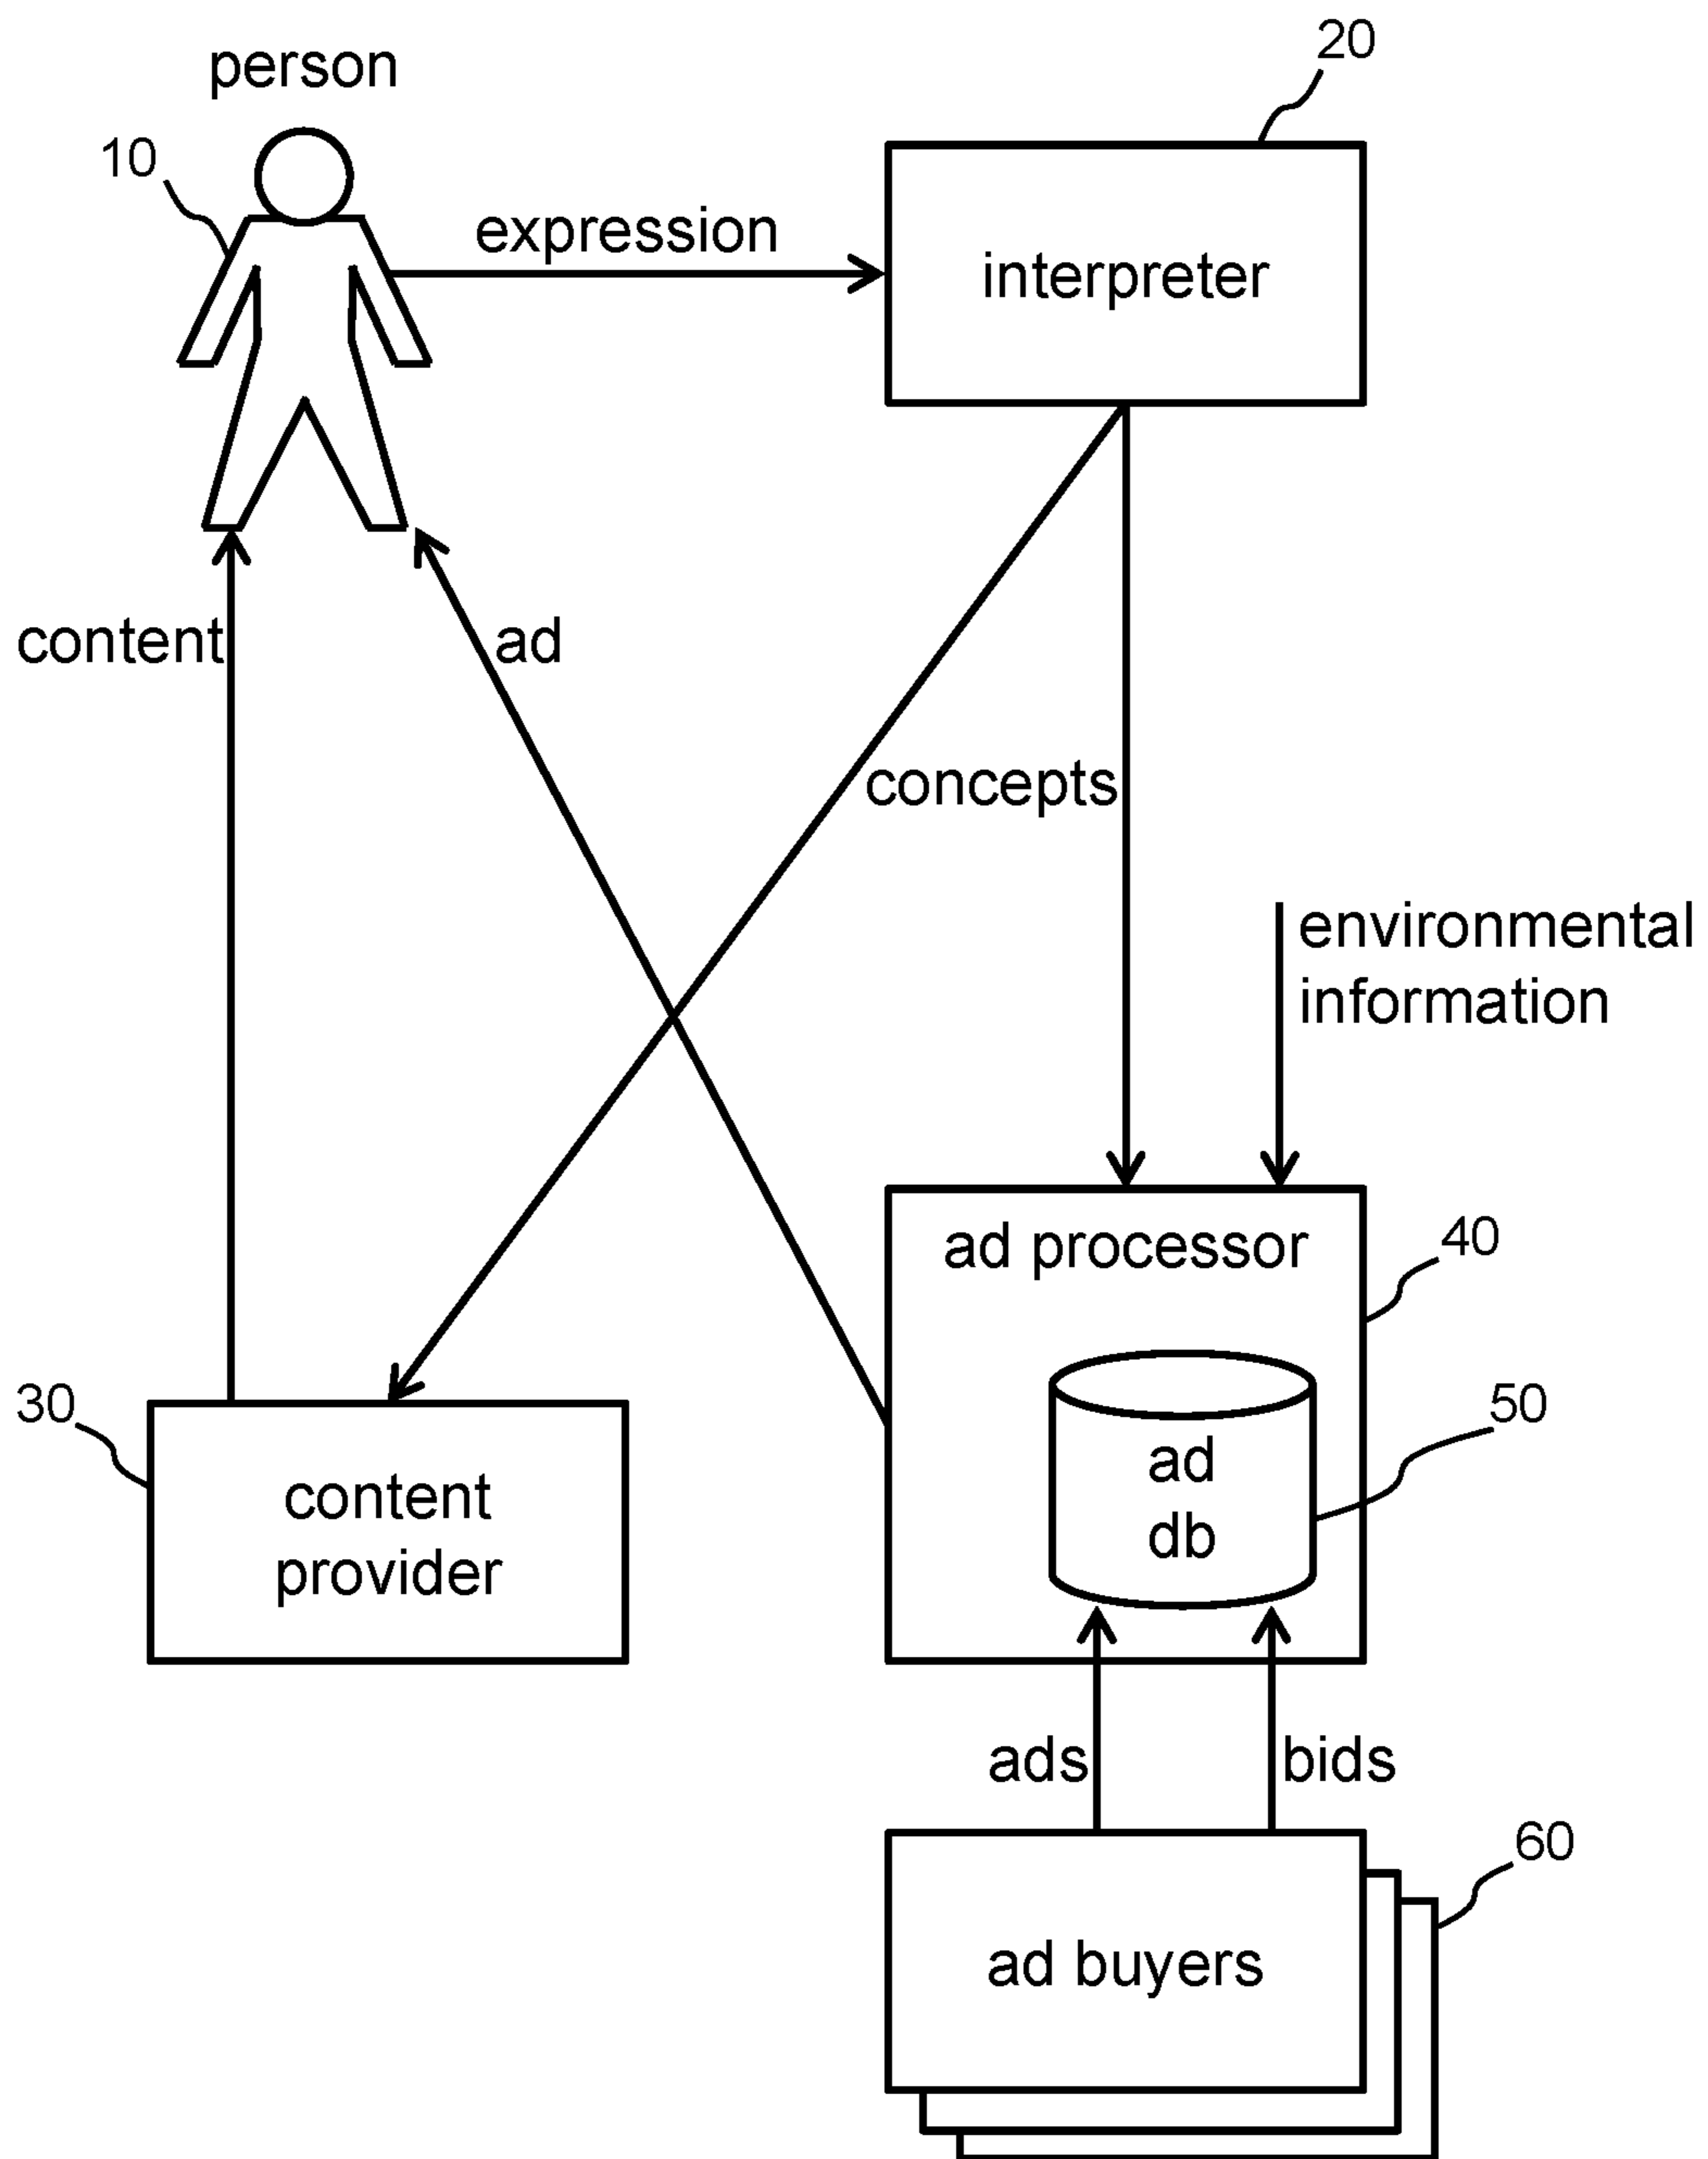 person
20
10
expression
interpreter
content
ad
concepts
environmental
information
ad processor
40
30
content
provider
50
ad
db
ads
bids
60
ad buyers